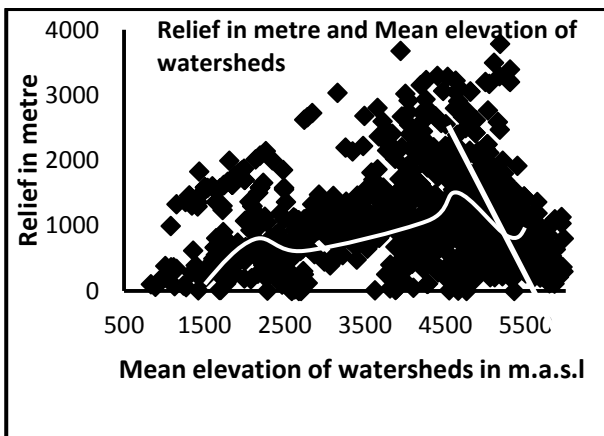 Relief in metre and Mean elevation of
watersheds
Relief in metre
4000
3000
2000
1000
0
500 1500 2500 3500 4500 5500
Mean elevation of watersheds in m.a.s.l